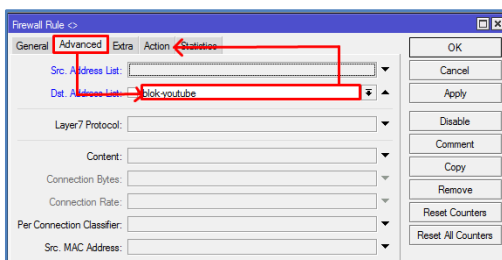 Firewall Rule <>
General Advanced Extra Action Statistics
OK
Src. Address List:
Cancel
Dst. Address List: blok-youtube
Apply
Layer7 Protocol:
Disable
Comment
Content:
Copy
Connection Bytes:
Remove
Connection Rate:
Reset Counters
Per Connection Classifier:
Reset All Counters
Src. MAC Address: